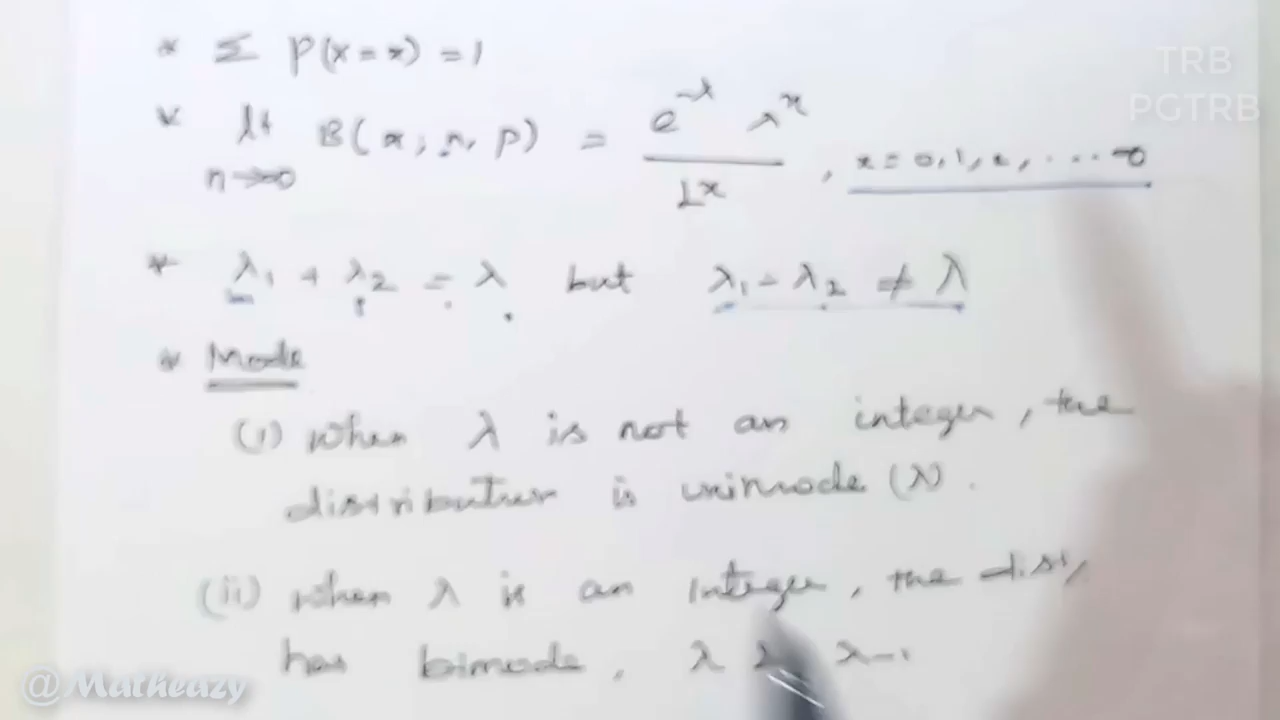 * Σ P(X=x) = 1
TRB
PGTRB
* lt n→∞ B(x; n, p) = e^-λ λ^x / ⌊x , x = 0, 1, 2, .... ∞
* λ₁ + λ₂ = λ but λ₁ - λ₂ ≠ λ
* Mode
(i) When λ is not an integer, the
distribution is unimode (λ).
(ii) When λ is an integer, the dist,
has bimode, λ & λ-1
@Matheazy